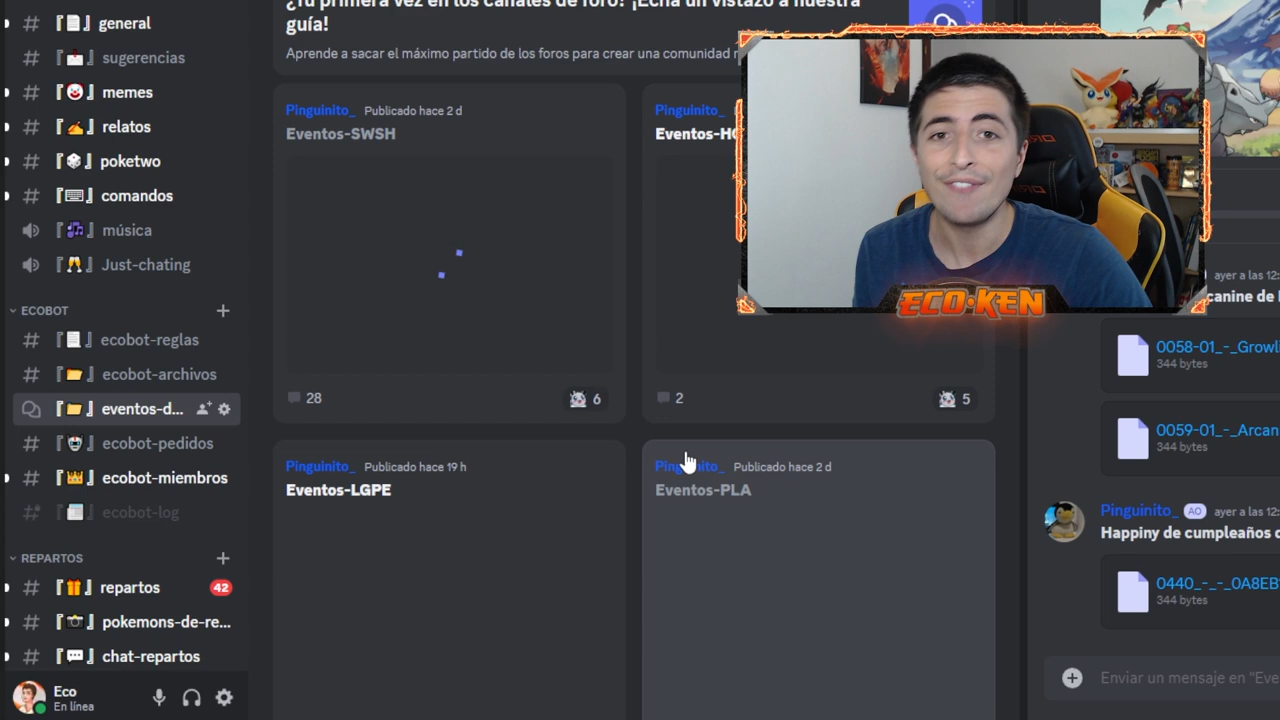 general
sugerencias
memes
relatos
poketwo
comandos
música
Just-chating
ECOBOT
ecobot-reglas
ecobot-archivos
eventos-d...
ecobot-pedidos
ecobot-miembros
ecobot-log
REPARTOS
repartos
42
pokemons-de-re...
chat-repartos
Eco
En línea
¿Tu primera vez en los canales de foro? ¡Echa un vistazo a nuestra
guía!
Aprende a sacar el máximo partido de los foros para crear una comunidad
Pinguinito_ Publicado hace 2 d
Eventos-SWSH
28
6
Pinguinito_
2
5
Pinguinito_ Publicado hace 19 h
Eventos-LGPE
Pinguinito_ Publicado hace 2 d
Eventos-PLA
ECO·KEN
ayer a las 12:
canine de
0058-01_-_Growli
344 bytes
0059-01_-_Arcan
344 bytes
Pinguinito_ AO ayer a las 12:
Happiny de cumpleaños
0440_-_-_0A8EB
344 bytes
Enviar un mensaje en "Eve